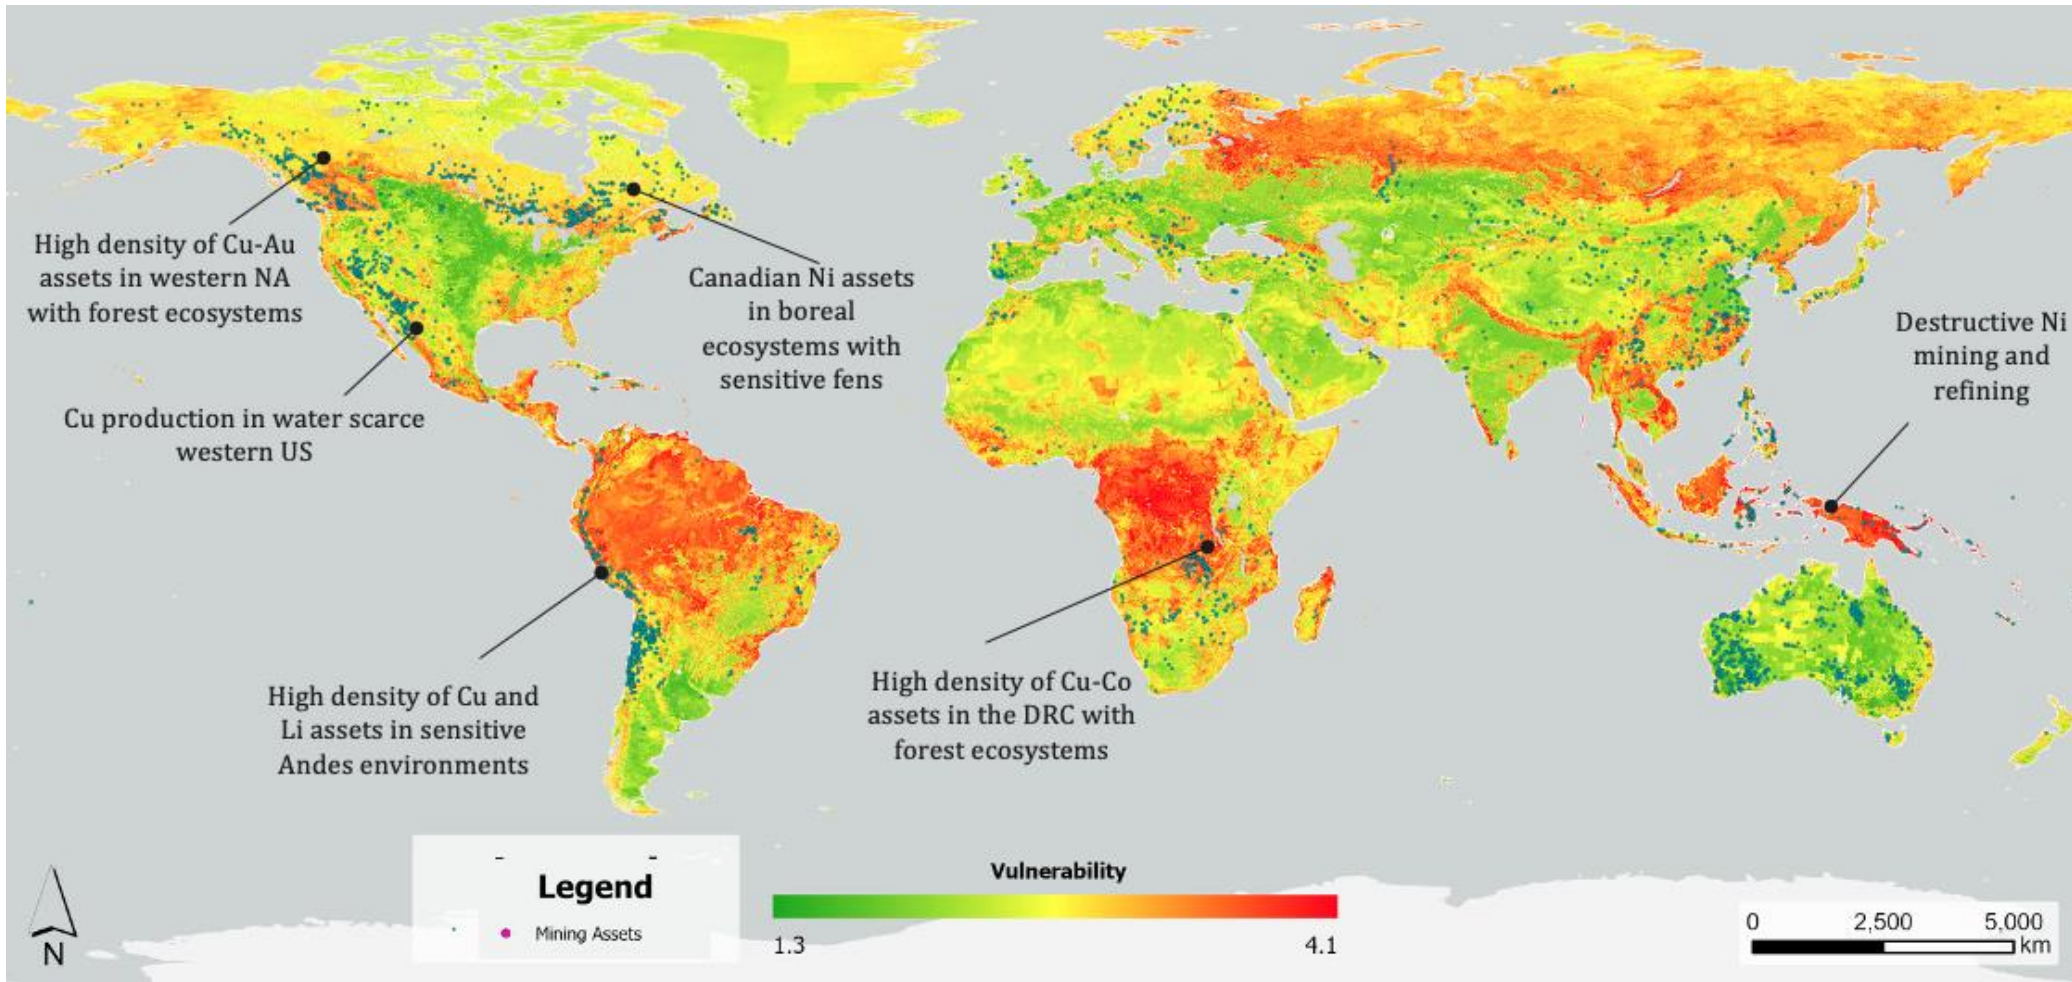 High density of Cu-Au
assets in western NA
with forest ecosystems
Canadian Ni assets
in boreal
ecosystems with
sensitive fens
Destructive Ni
mining and
refining
Cu production in water scarce
western US
High density of Cu and
Li assets in sensitive
Andes environments
High density of Cu-Co
assets in the DRC with
forest ecosystems
Legend
Mining Assets
Vulnerability
1.3
4.1
0
2,500
5,000
km
N